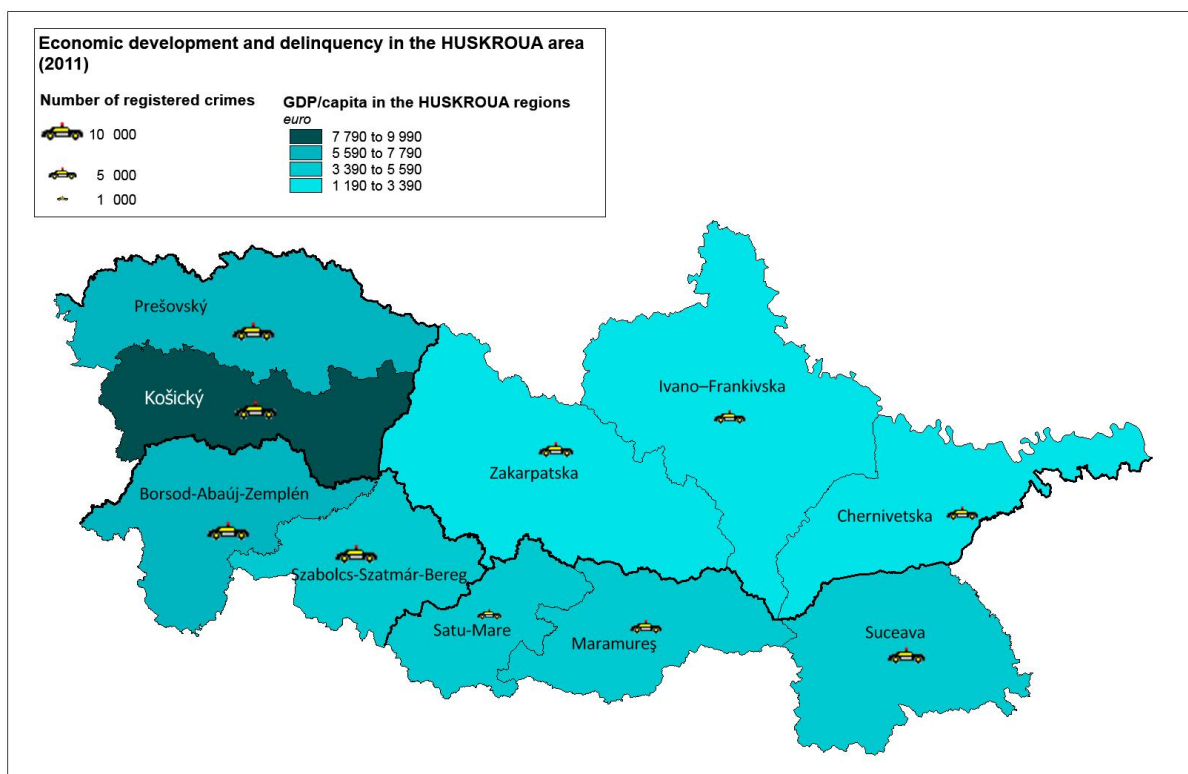 Economic development and delinquency in the HUSKROUA area
(2011)
Number of registered crimes
10 000
5 000
1 000
GDP/capita in the HUSKROUA regions
euro
7 790 to 9 990
5 590 to 7 790
3 390 to 5 590
1 190 to 3 390
Prešovský
Košický
Ivano–Frankivska
Zakarpatska
Borsod-Abaúj-Zemplén
Chernivetska
Szabolcs-Szatmár-Bereg
Satu-Mare
Maramureş
Suceava